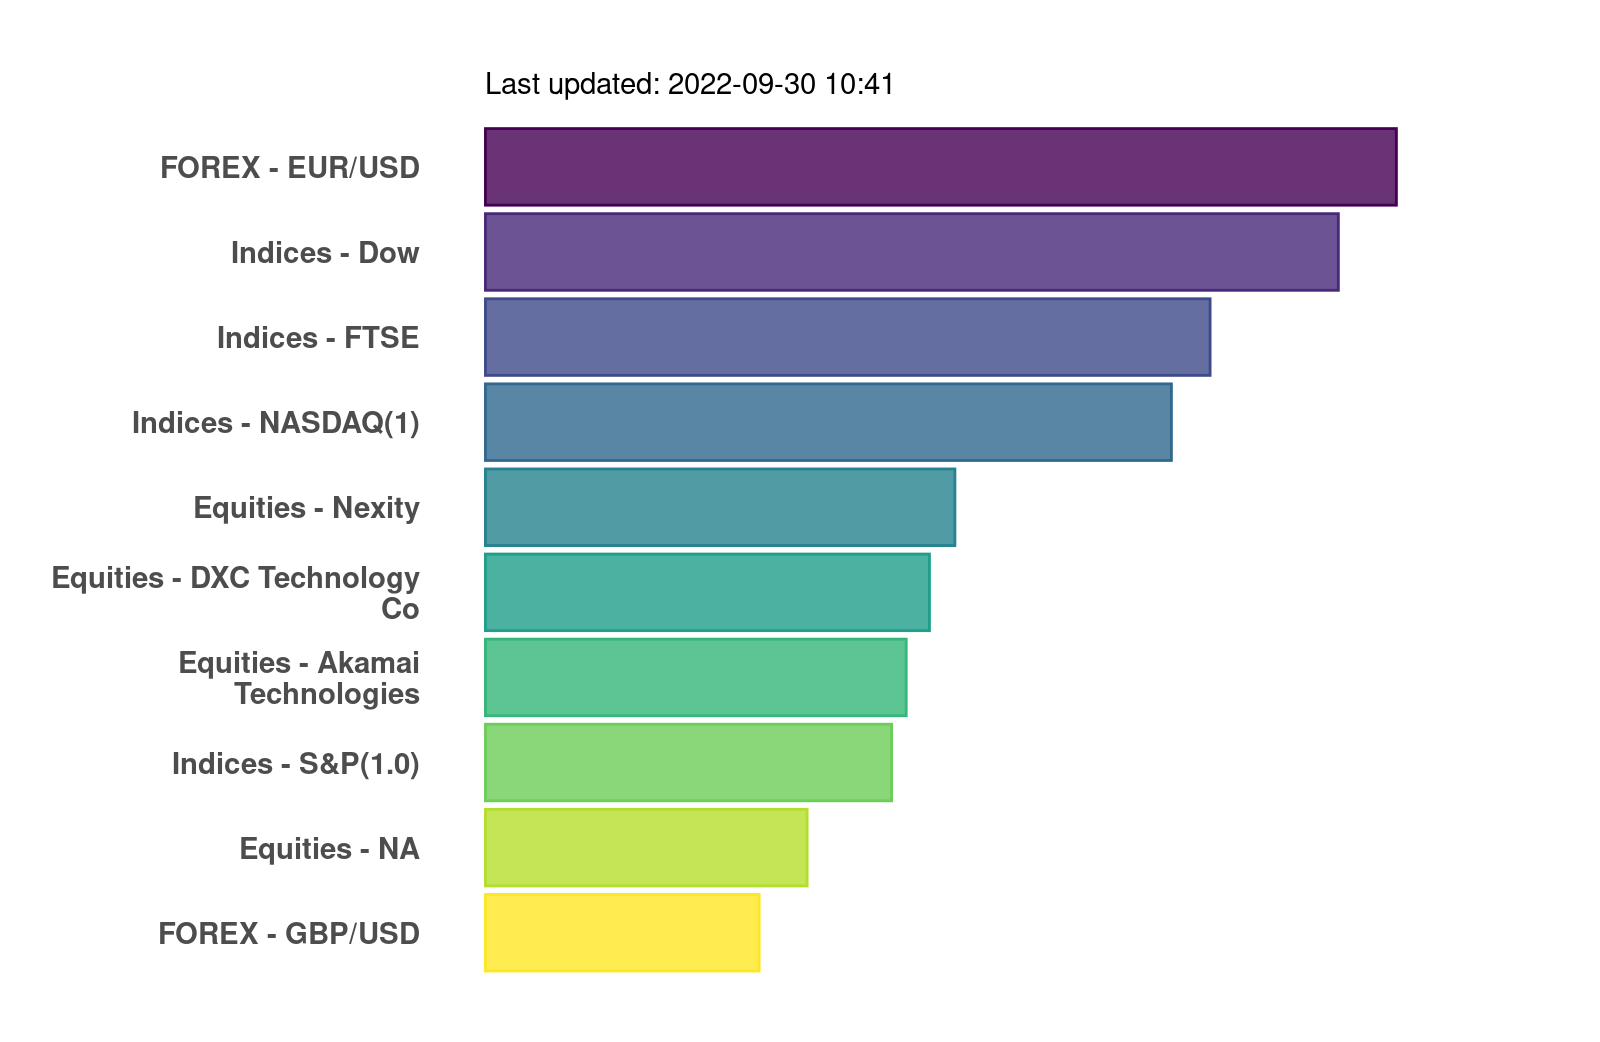 Last updated: 2022-09-30 10:41
FOREX - EUR/USD
Indices - Dow
Indices - FTSE
Indices - NASDAQ(1)
Equities - Nexity
Equities - DXC Technology
Co
Equities - Akamai
Technologies
Indices - S&P(1.0)
Equities - NA
FOREX - GBP/USD